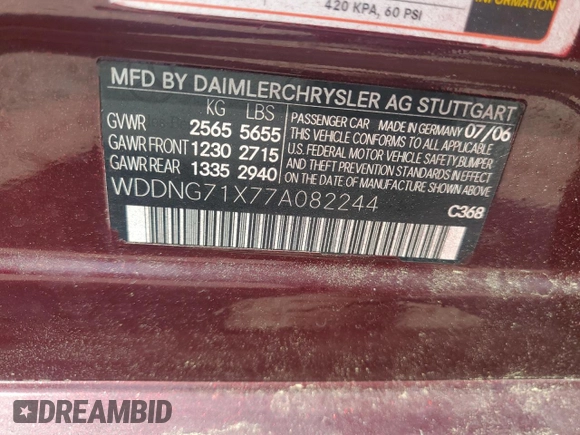 420 KPA, 60 PSI
INFORMATION
MFD BY DAIMLERCHRYSLER AG STUTTGART
KG LBS
GVWR 2565 5655
GAWR FRONT 1230 2715
GAWR REAR 1335 2940
PASSENGER CAR MADE IN GERMANY 07/06
THIS VEHICLE CONFORMS TO ALL APPLICABLE
U.S. FEDERAL MOTOR VEHICLE SAFETY, BUMPER
AND THEFT PREVENTION STANDARDS IN EFFECT
ON THE DATE OF MANUFACTURE SHOWN ABOVE
WDDNG71X77A082244
C368
DREAMBID